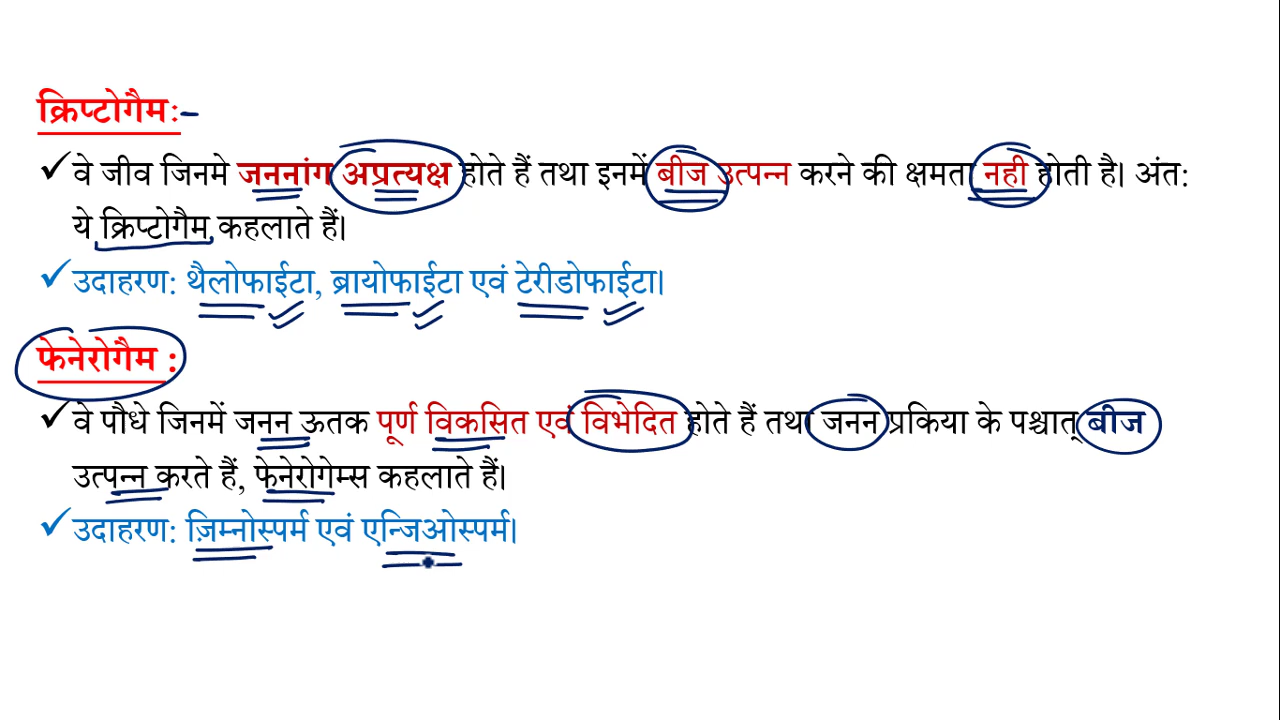 क्रिप्टोगैम:-
वे जीव जिनमे जननांग अप्रत्यक्ष होते हैं तथा इनमें बीज उत्पन्न करने की क्षमता नही होती है। अंत:
ये क्रिप्टोगैम कहलाते हैं।
उदाहरण: थैलोफाईटा, ब्रायोफाईटा एवं टेरीडोफाईटा।
फेनेरोगैम :
वे पौधे जिनमें जनन ऊतक पूर्ण विकसित एवं विभेदित होते हैं तथा जनन प्रकिया के पश्चात् बीज
उत्पन्न करते हैं, फेनेरोगेम्स कहलाते हैं।
उदाहरण: ज़िम्नोस्पर्म एवं एन्जिओस्पर्म।